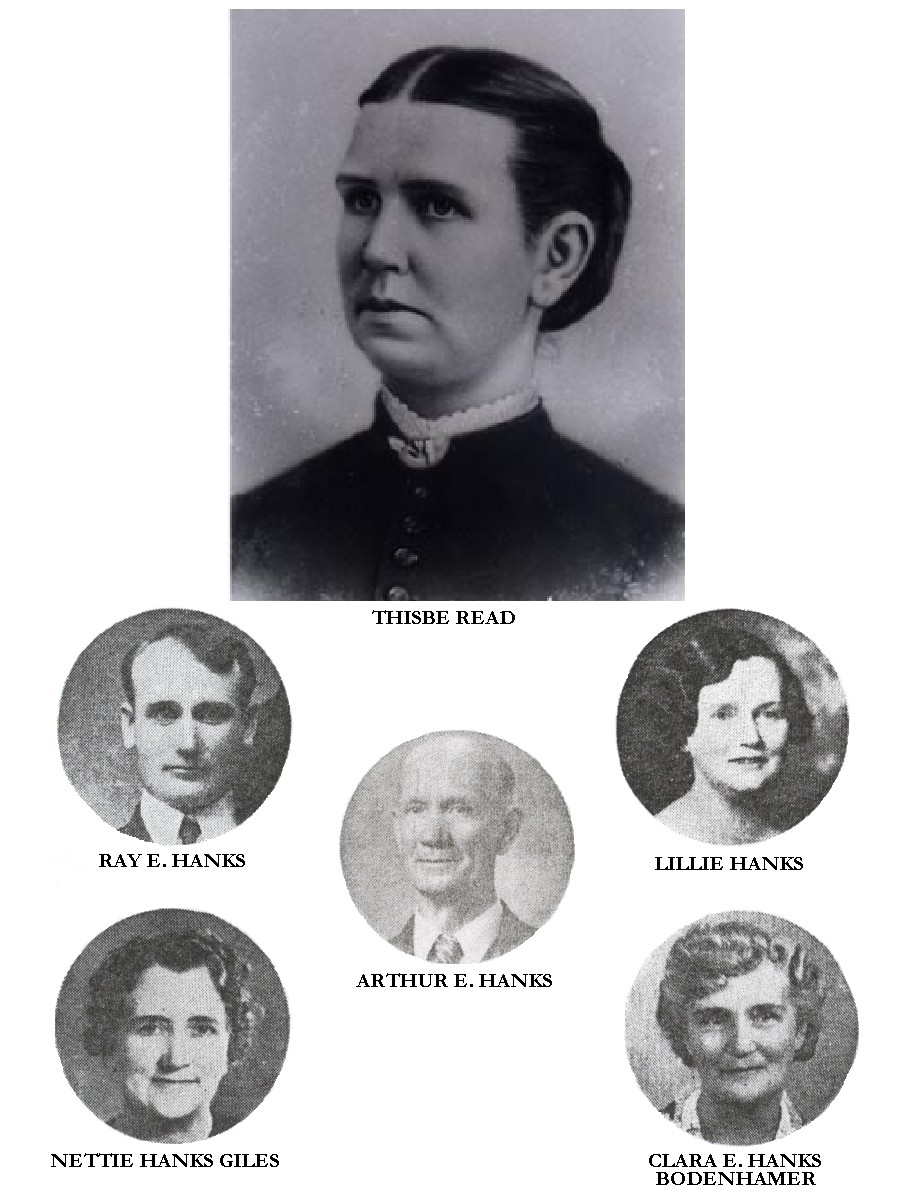 THISBE READ
RAY E. HANKS
LILLIE HANKS
ARTHUR E. HANKS
NETTIE HANKS GILES
CLARA E. HANKS
BODENHAMER